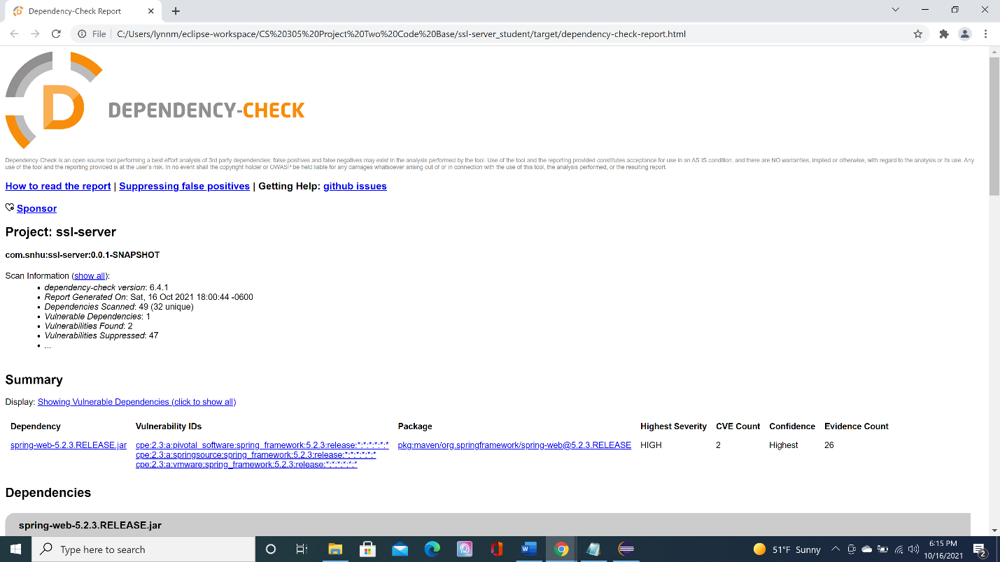 Dependency-Check Report
File
C:/Users/lynnm/eclipse-workspace/CS%20305%20Project%20Two%20Code%20Base/ssl-server_student/target/dependency-check-report.html
D
DEPENDENCY-CHECK
Dependency-Check is an open source tool performing a best effort analysis of 3rd party dependencies; false positives and false negatives may exist in the analysis performed by the tool. Use of the tool and the reporting provided constitutes acceptance for use in an AS IS condition, and there are NO warranties, implied or otherwise, with regard to the analysis or its use. Any
use of the tool and the reporting provided is at the user's risk. In no event shall the copyright holder or OWASP be held liable for any damages whatsoever arising out of or in connection with the use of this tool, the analysis performed, or the resulting report.
How to read the report | Suppressing false positives | Getting Help: github issues
Sponsor
Project: ssl-server
com.snhu:ssl-server:0.0.1-SNAPSHOT
Scan Information (show all):
• dependency-check version: 6.4.1
• Report Generated On: Sat, 16 Oct 2021 18:00:44 -0600
• Dependencies Scanned: 49 (32 unique)
• Vulnerable Dependencies: 1
• Vulnerabilities Found: 2
• Vulnerabilities Suppressed: 47
• ...
Summary
Display: Showing Vulnerable Dependencies (click to show all)
Dependency Vulnerability IDs Package Highest Severity CVE Count Confidence Evidence Count
spring-web-5.2.3.RELEASE.jar cpe:2.3:a:pivotal_software:spring_framework:5.2.3:release:*:*:*:*:*:* pkg:maven/org.springframework/spring-web@5.2.3.RELEASE HIGH 2 Highest 26
cpe:2.3:a:springsource:spring_framework:5.2.3:release:*:*:*:*:*:*
cpe:2.3:a:vmware:spring_framework:5.2.3:release:*:*:*:*:*:*
Dependencies
spring-web-5.2.3.RELEASE.jar
Type here to search
51°F Sunny
6:15 PM
10/16/2021
2